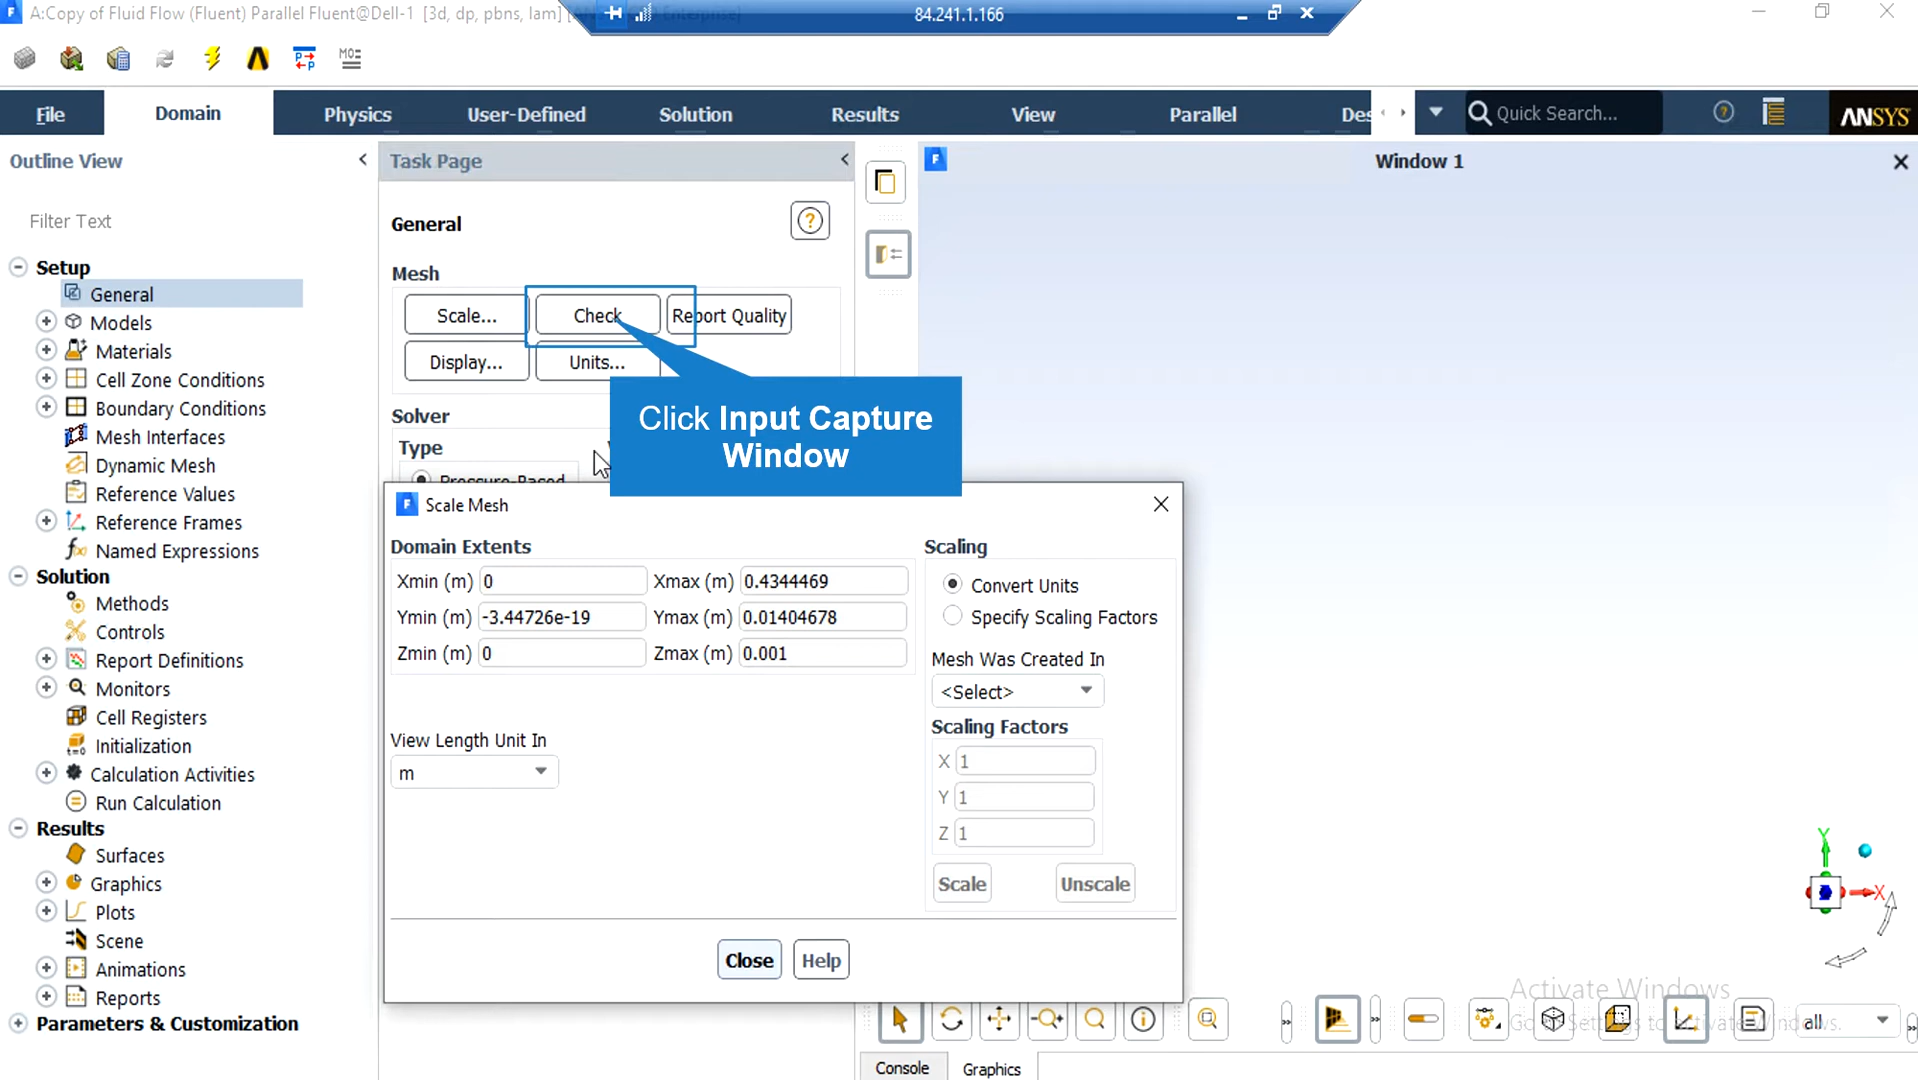 A:Copy of Fluid Flow (Fluent) Parallel Fluent@Dell-1 [3d, dp, pbns, lam]
84.241.1.166
File
Domain
Physics
User-Defined
Solution
Results
View
Parallel
Des
Quick Search...
ANSYS
Outline View
Task Page
Window 1
Filter Text
Setup
General
Models
Materials
Cell Zone Conditions
Boundary Conditions
Mesh Interfaces
Dynamic Mesh
Reference Values
Reference Frames
Named Expressions
Solution
Methods
Controls
Report Definitions
Monitors
Cell Registers
Initialization
Calculation Activities
Run Calculation
Results
Surfaces
Graphics
Plots
Scene
Animations
Reports
Parameters & Customization
General
Mesh
Scale...
Check
Report Quality
Display...
Units...
Solver
Type
Pressure-Based
Click Input Capture
Window
Scale Mesh
Domain Extents
Xmin (m) 0
Xmax (m) 0.4344469
Ymin (m) -3.44726e-19
Ymax (m) 0.01404678
Zmin (m) 0
Zmax (m) 0.001
View Length Unit In
m
Scaling
Convert Units
Specify Scaling Factors
Mesh Was Created In
<Select>
Scaling Factors
X 1
Y 1
Z 1
Scale
Unscale
Close
Help
Y
X
Activate Windows
all
Console
Graphics